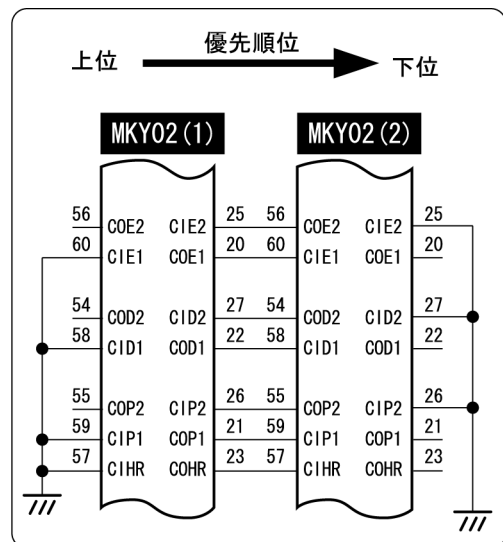 優先順位
上位 下位
MKY02(1) MKY02(2)
56 COE2 CIE2 25 56 COE2 CIE2 25
60 CIE1 COE1 20 60 CIE1 COE1 20
54 COD2 CID2 27 54 COD2 CID2 27
58 CID1 COD1 22 58 CID1 COD1 22
55 COP2 CIP2 26 55 COP2 CIP2 26
59 CIP1 COP1 21 59 CIP1 COP1 21
57 CIHR COHR 23 57 CIHR COHR 23